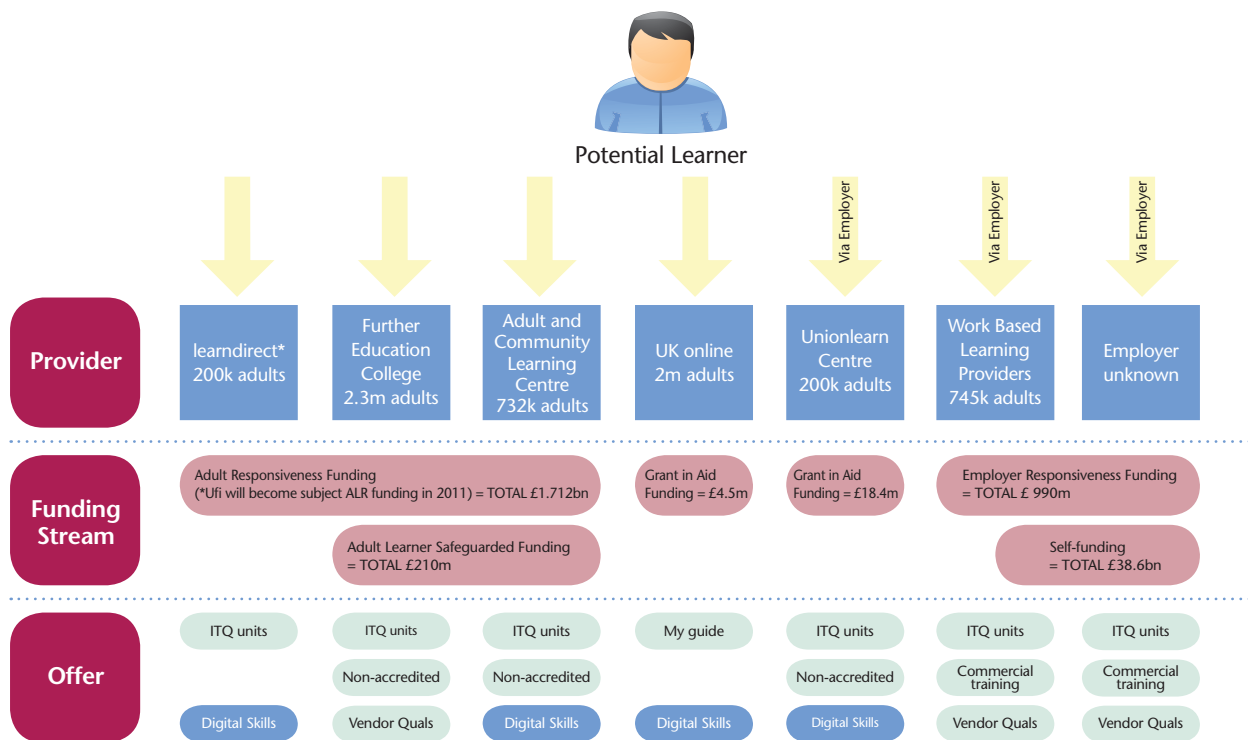 Potential Learner
Via Employer
Via Employer
Via Employer
Provider
learndirect*
200k adults
Further
Education
College
2.3m adults
Adult and
Community
Learning
Centre
732k adults
UK online
2m adults
Unionlearn
Centre
200k adults
Work Based
Learning
Providers
745k adults
Employer
unknown
Funding
Stream
Adult Responsiveness Funding
(*Ufi will become subject ALR funding in 2011) = TOTAL £1.712bn
Grant in Aid
Funding = £4.5m
Grant in Aid
Funding = £18.4m
Employer Responsiveness Funding
= TOTAL £ 990m
Adult Learner Safeguarded Funding
= TOTAL £210m
Self-funding
= TOTAL £38.6bn
Offer
ITQ units
ITQ units
ITQ units
My guide
ITQ units
ITQ units
ITQ units
Non-accredited
Non-accredited
Non-accredited
Commercial
training
Commercial
training
Digital Skills
Vendor Quals
Digital Skills
Digital Skills
Digital Skills
Vendor Quals
Vendor Quals